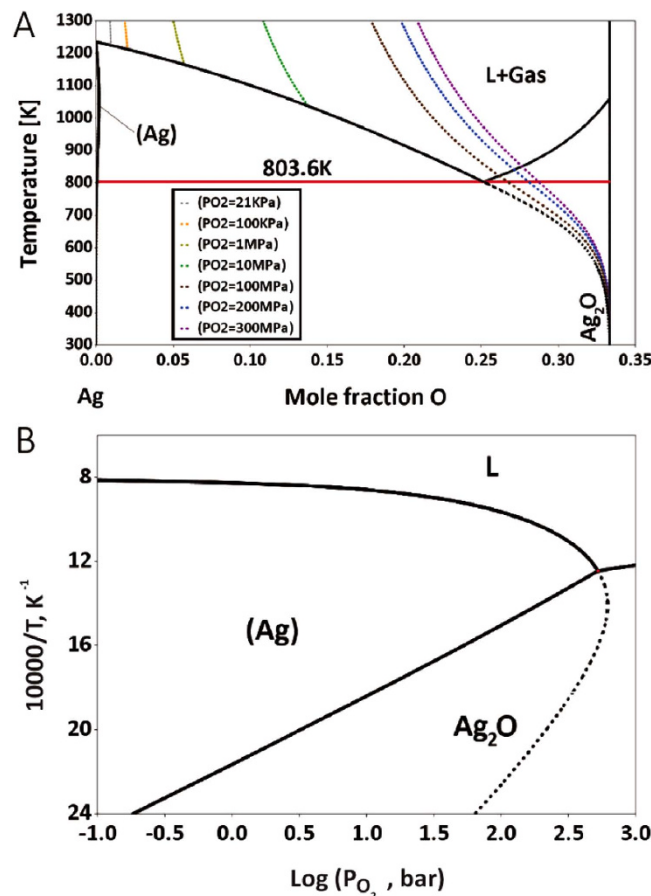 A
1300
1200
1100
1000
900
800
700
600
500
400
300
Temperature [K]
(Ag)
L+Gas
803.6K
(PO2=21KPa)
(PO2=100KPa)
(PO2=1MPa)
(PO2=10MPa)
(PO2=100MPa)
(PO2=200MPa)
(PO2=300MPa)
Ag₂O
0.00 0.05 0.10 0.15 0.20 0.25 0.30 0.35
Ag Mole fraction O
B
8
12
16
20
24
10000/T, K⁻¹
L
(Ag)
Ag₂O
-1.0 -0.5 0.0 0.5 1.0 1.5 2.0 2.5 3.0
Log (P_O₂ , bar)